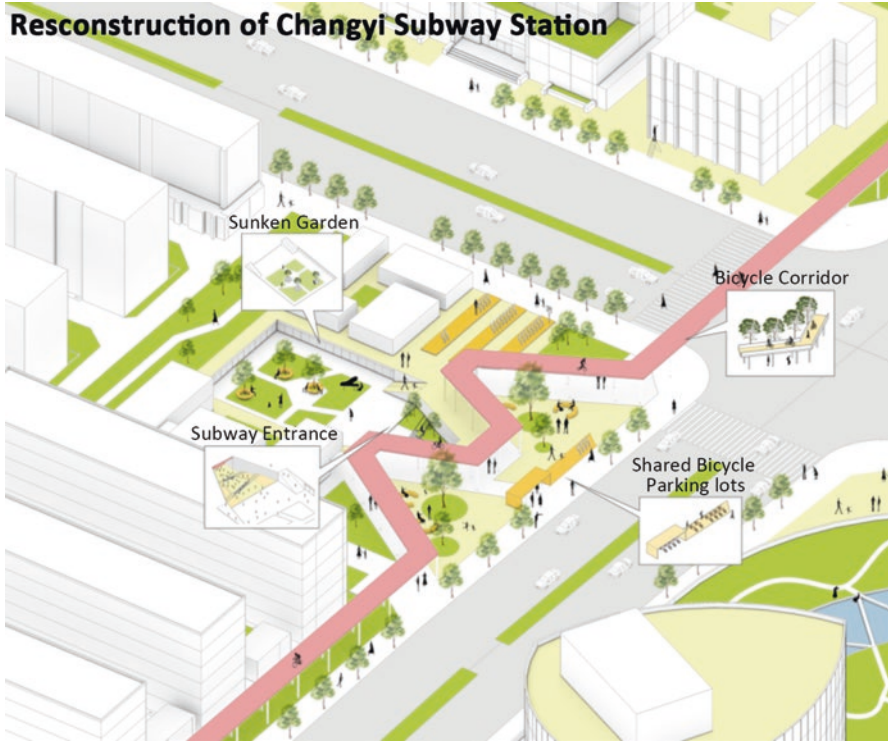 Resconstruction of Changyi Subway Station
Sunken Garden
Bicycle Corridor
Subway Entrance
Shared Bicycle
Parking lots